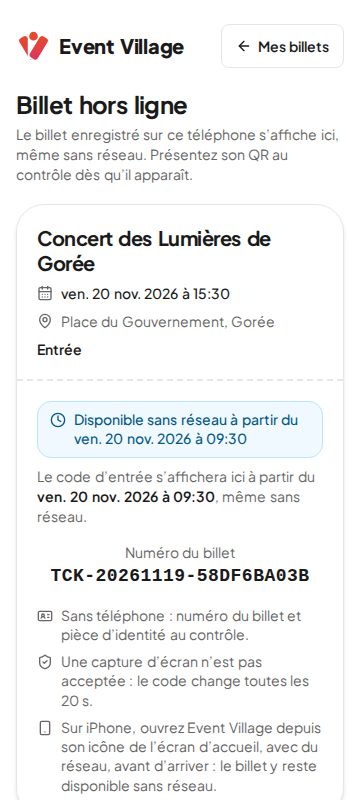 Event Village
Mes billets
Billet hors ligne
Le billet enregistré sur ce téléphone s'affiche ici,
même sans réseau. Présentez son QR au
contrôle dès qu'il apparaît.
Concert des Lumières de
Gorée
ven. 20 nov. 2026 à 15:30
Place du Gouvernement, Gorée
Entrée
Disponible sans réseau à partir du
ven. 20 nov. 2026 à 09:30
Le code d'entrée s'affichera ici à partir du
ven. 20 nov. 2026 à 09:30, même sans
réseau.
Numéro du billet
TCK-20261119-58DF6BA03B
Sans téléphone : numéro du billet et
pièce d'identité au contrôle.
Une capture d'écran n'est pas
acceptée : le code change toutes les
20 s.
Sur iPhone, ouvrez Event Village depuis
son icône de l'écran d'accueil, avec du
réseau, avant d'arriver : le billet y reste
disponible sans réseau.